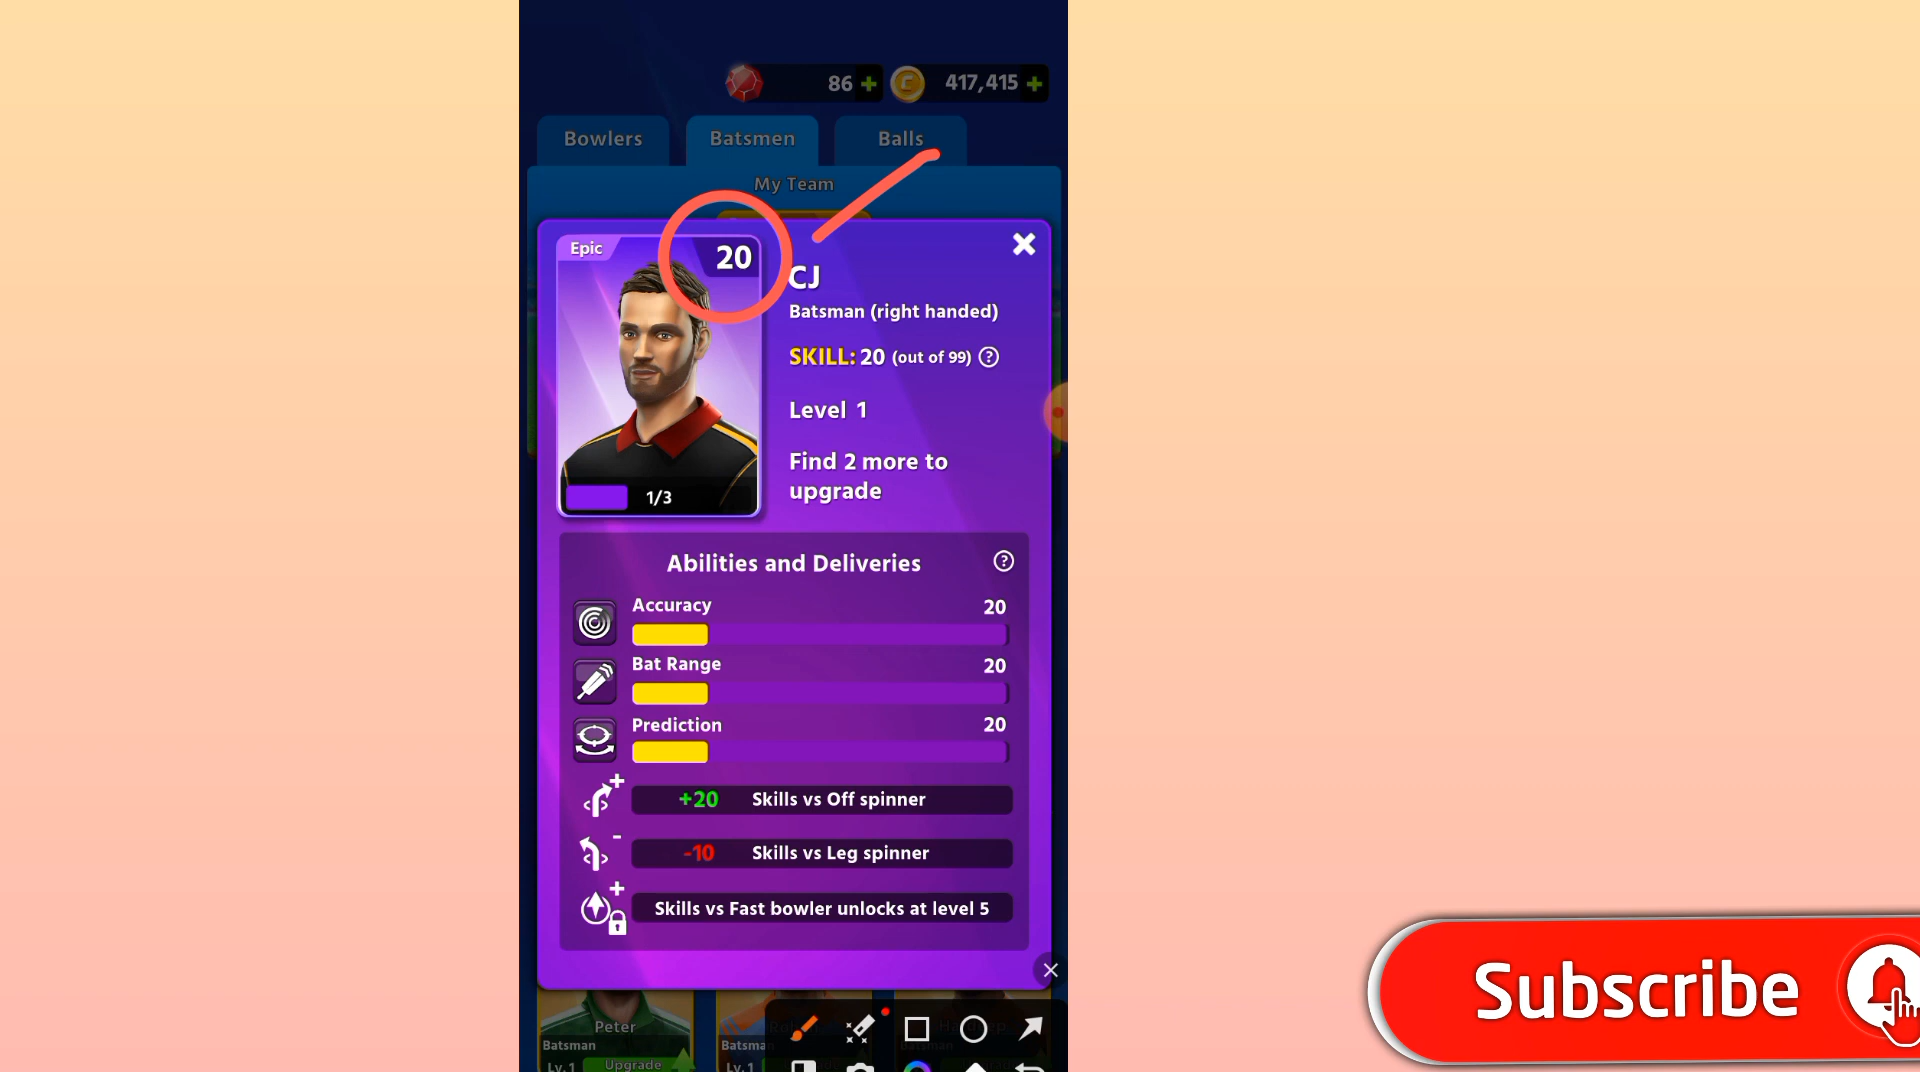 86
417,415
Bowlers
Batsmen
Balls
My Team
Epic
20
CJ
Batsman (right handed)
SKILL: 20 (out of 99)
Level 1
Find 2 more to
upgrade
1/3
Abilities and Deliveries
Accuracy 20
Bat Range 20
Prediction 20
+20 Skills vs Off spinner
-10 Skills vs Leg spinner
Skills vs Fast bowler unlocks at level 5
Peter
Batsman
Batsman
Lv.1 Upgrade
Lv.1
Subscribe